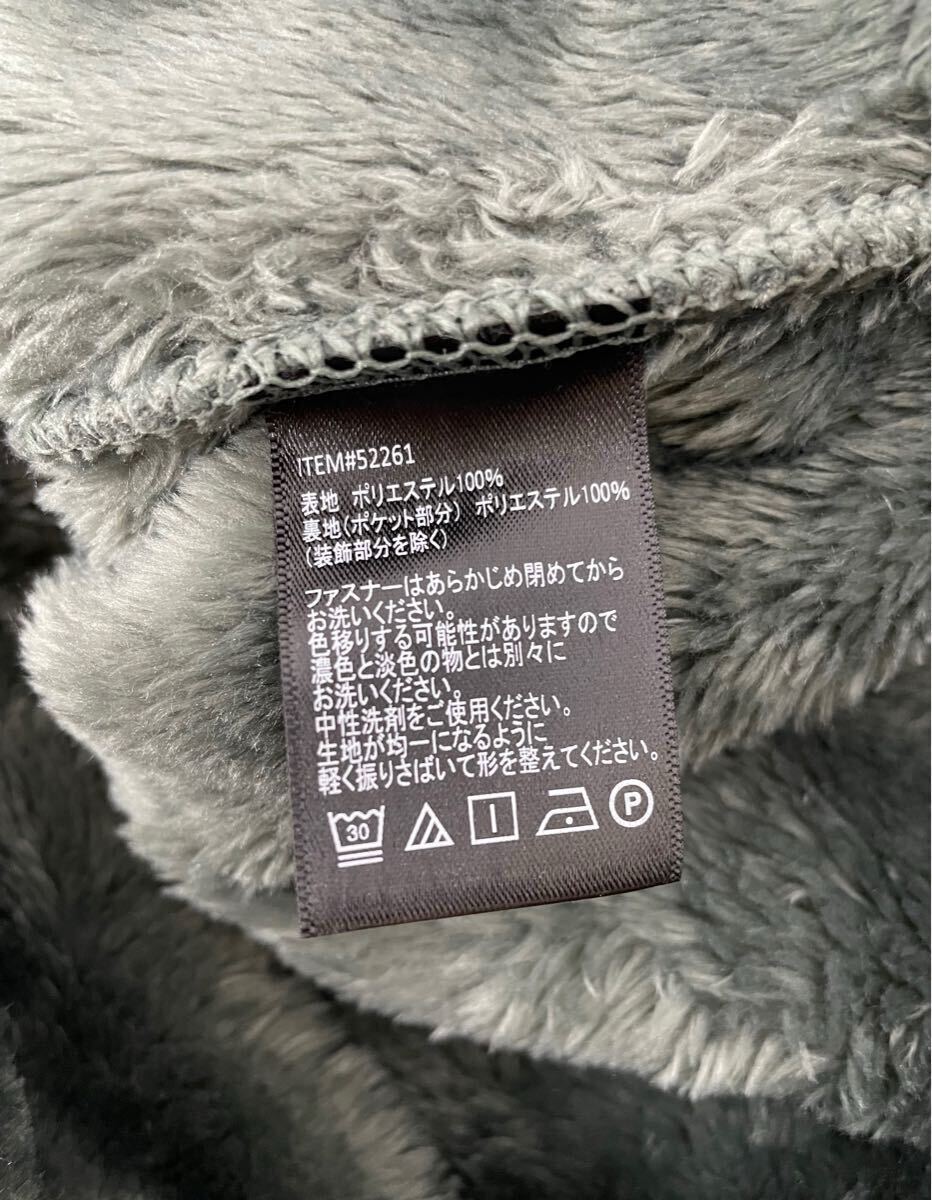 ITEM#52261
表地 ポリエステル100%
裏地(ポケット部分) ポリエステル100%
(装飾部分を除く)
ファスナーはあらかじめ閉めてから
お洗いください。
色移りする可能性がありますので
濃色と淡色の物とは別々に
お洗いください。
中性洗剤をご使用ください。
生地が均一になるように
軽く振りさばいて形を整えてください。
30 P